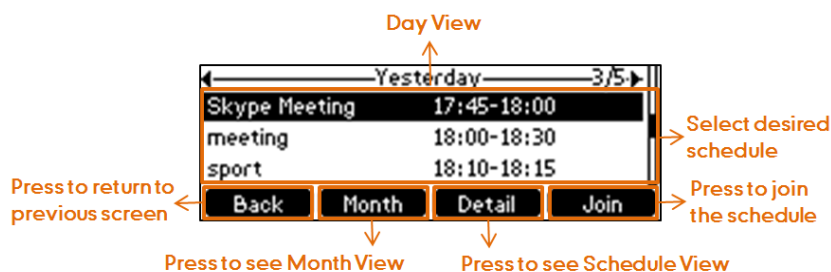 Day View
Yesterday 3/5
Skype Meeting 17:45-18:00
meeting 18:00-18:30
sport 18:10-18:15
Select desired
schedule
Press to return to
previous screen
Back Month Detail Join
Press to join
the schedule
Press to see Month View
Press to see Schedule View